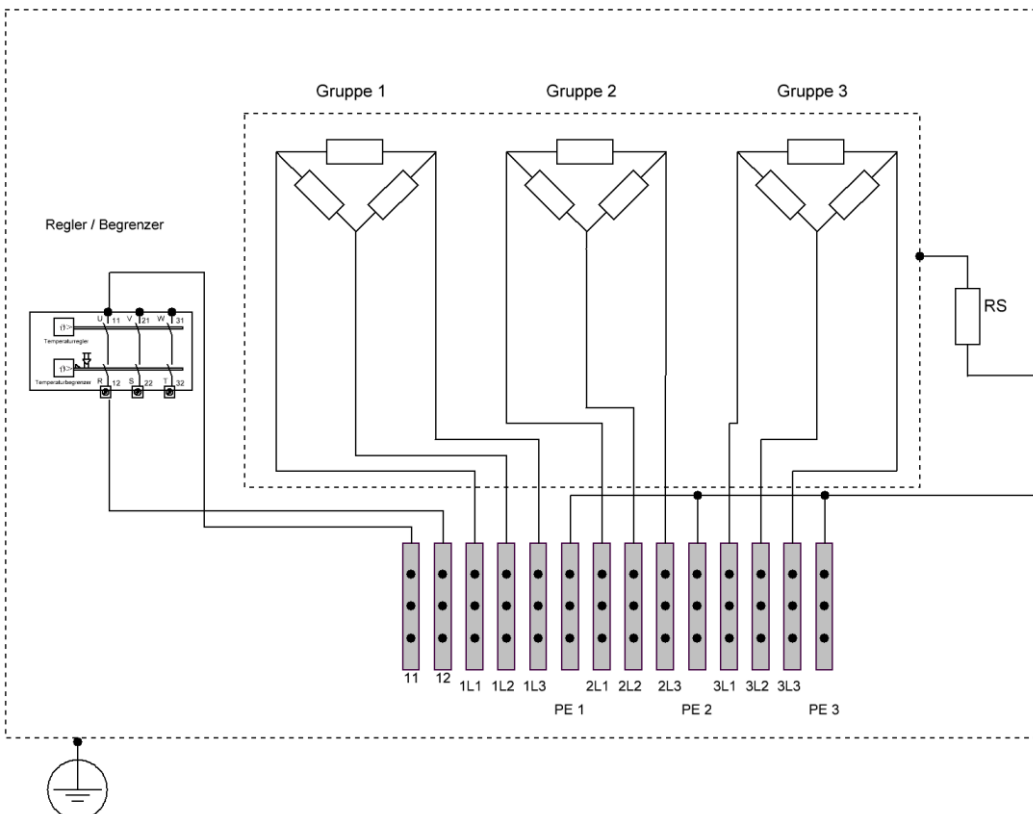 Gruppe 1 Gruppe 2 Gruppe 3
Regler / Begrenzer
U 11 V 21 W 31
Temperaturregler
Temperaturbegrenzer
R 12 S 22 T 32
RS
11 12 1L1 1L2 1L3 2L1 2L2 2L3 3L1 3L2 3L3
PE 1 PE 2 PE 3